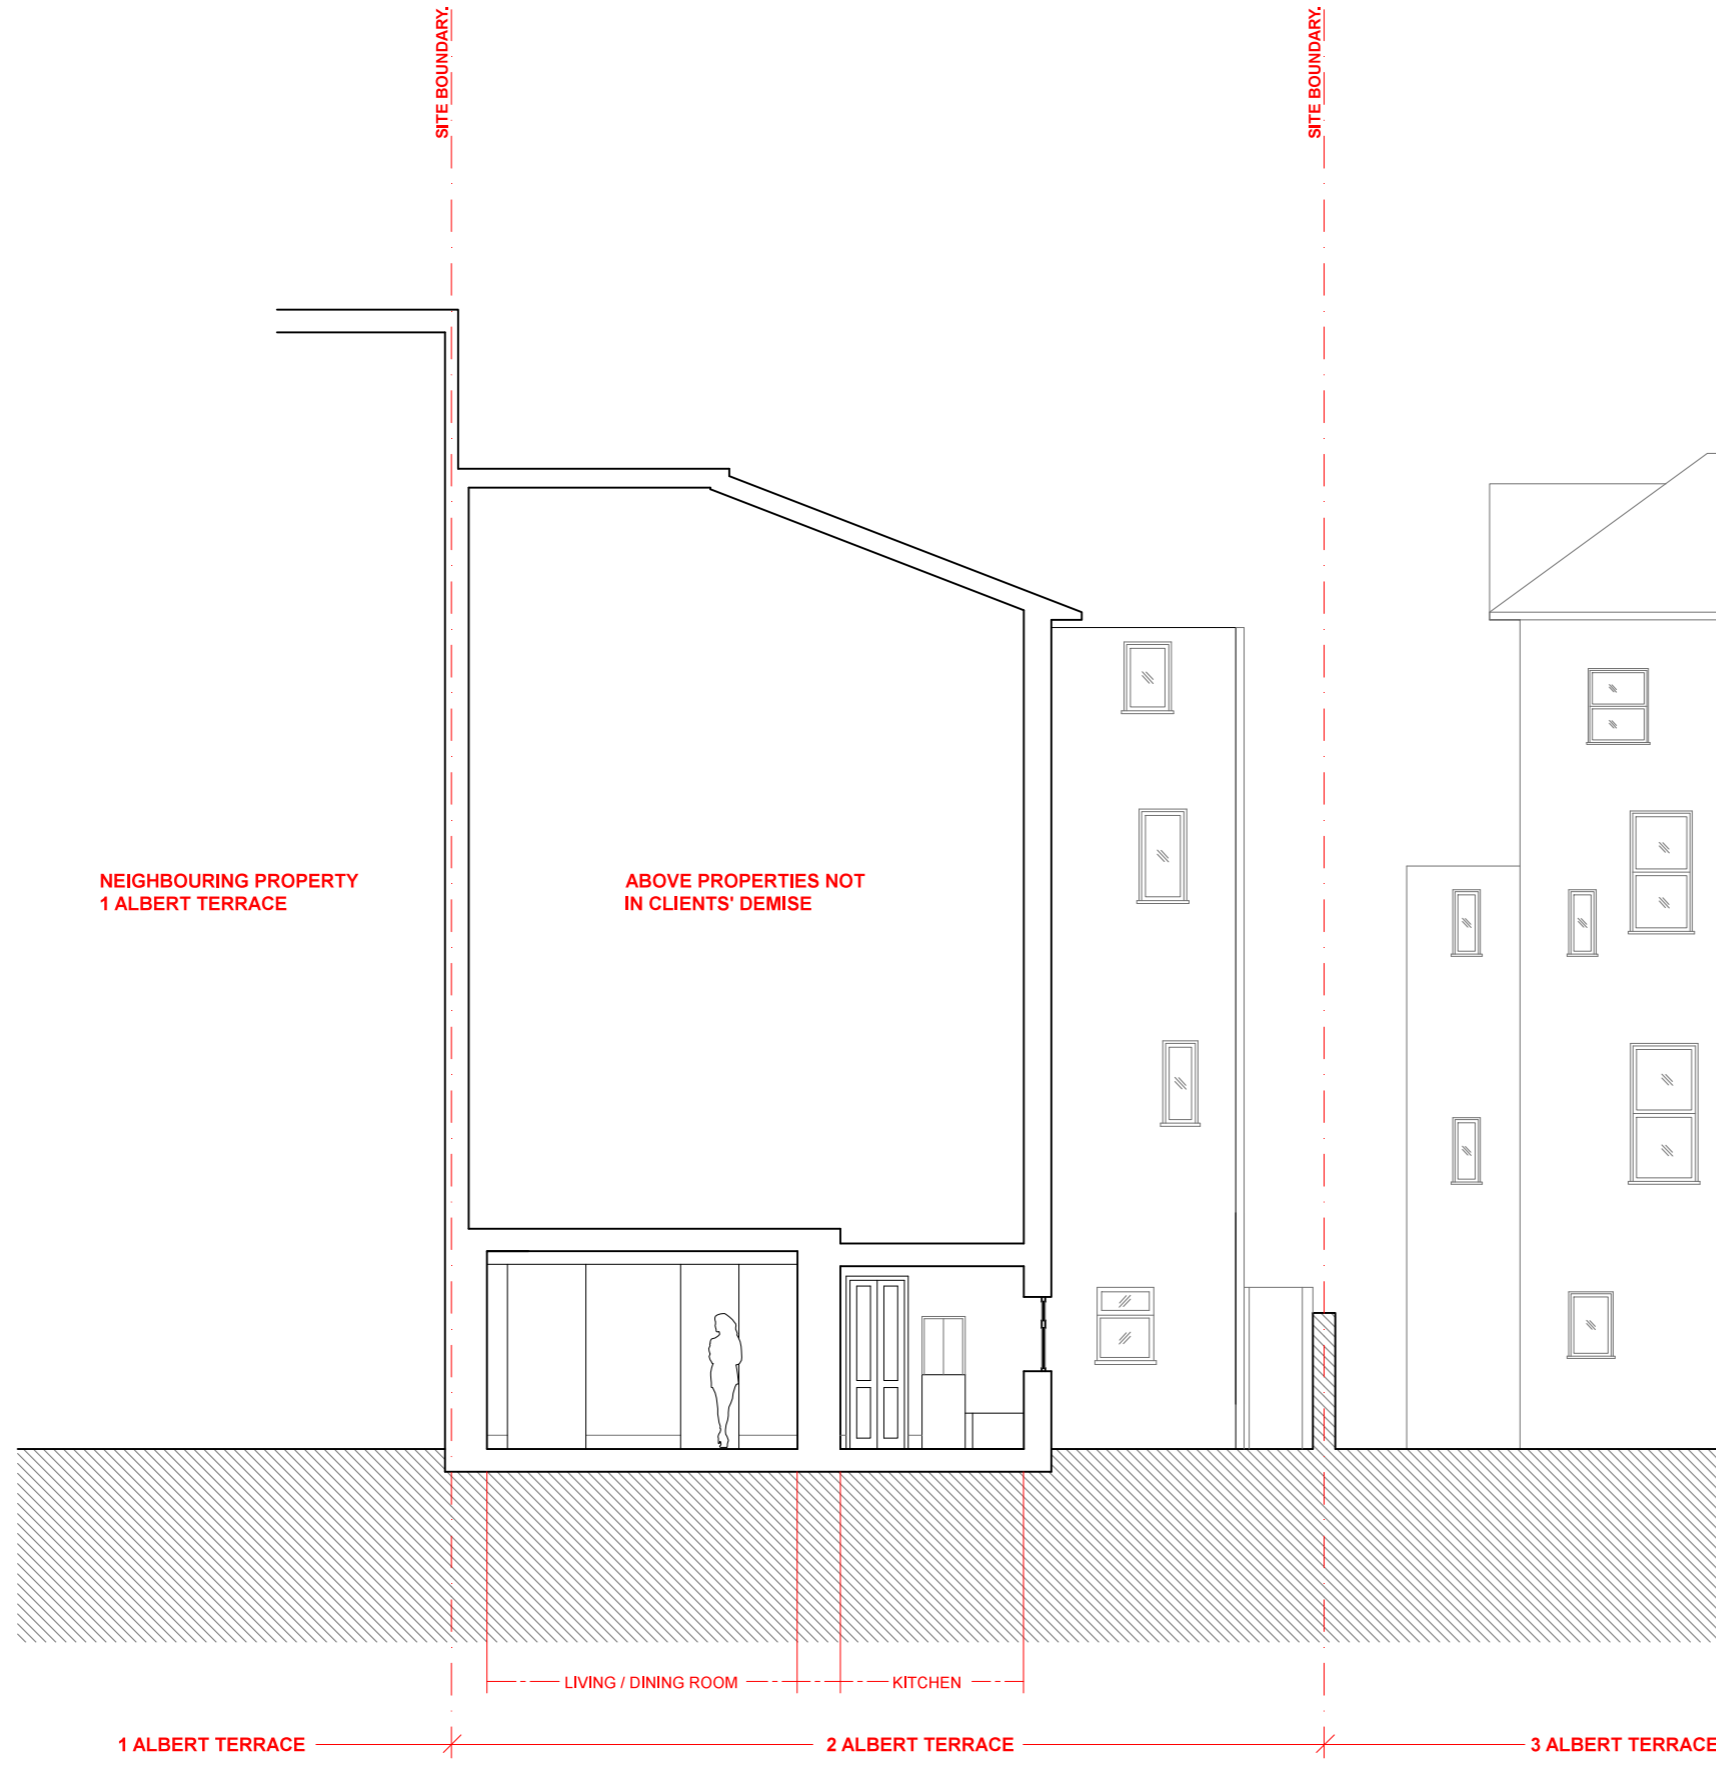 SITE BOUNDARY.
SITE BOUNDARY.
NEIGHBOURING PROPERTY
1 ALBERT TERRACE
ABOVE PROPERTIES NOT
IN CLIENTS' DEMISE
LIVING / DINING ROOM
KITCHEN
1 ALBERT TERRACE
2 ALBERT TERRACE
3 ALBERT TERRACE